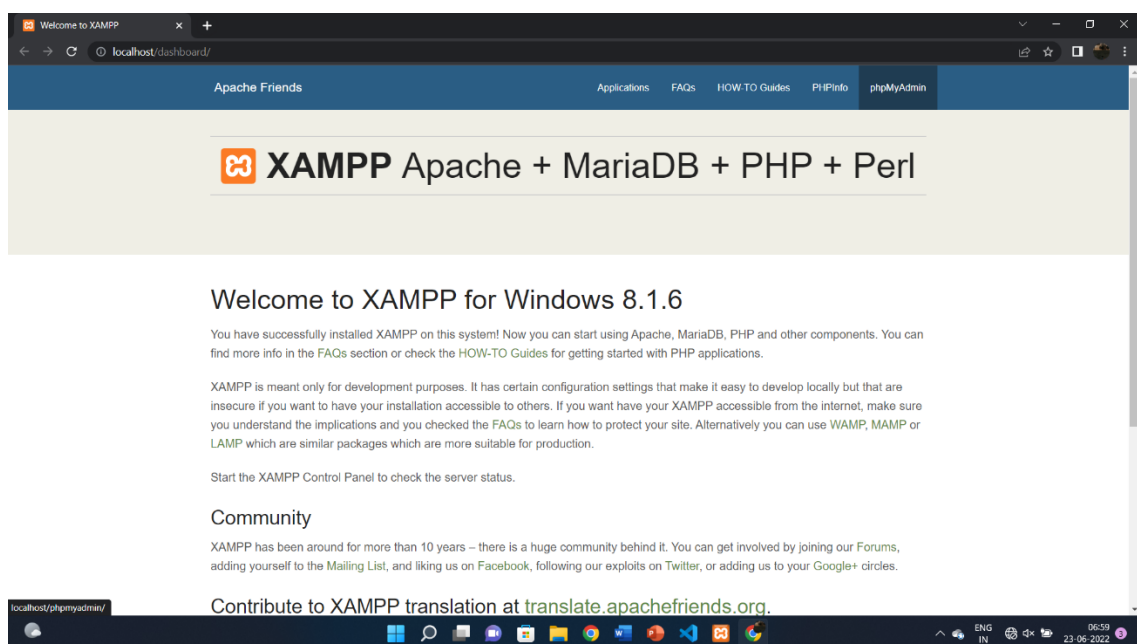 Welcome to XAMPP
localhost/dashboard/
Apache Friends
Applications FAQs HOW-TO Guides PHPInfo phpMyAdmin
XAMPP Apache + MariaDB + PHP + Perl
Welcome to XAMPP for Windows 8.1.6
You have successfully installed XAMPP on this system! Now you can start using Apache, MariaDB, PHP and other components. You can
find more info in the FAQs section or check the HOW-TO Guides for getting started with PHP applications.
XAMPP is meant only for development purposes. It has certain configuration settings that make it easy to develop locally but that are
insecure if you want to have your installation accessible to others. If you want have your XAMPP accessible from the internet, make sure
you understand the implications and you checked the FAQs to learn how to protect your site. Alternatively you can use WAMP, MAMP or
LAMP which are similar packages which are more suitable for production.
Start the XAMPP Control Panel to check the server status.
Community
XAMPP has been around for more than 10 years – there is a huge community behind it. You can get involved by joining our Forums,
adding yourself to the Mailing List, and liking us on Facebook, following our exploits on Twitter, or adding us to your Google+ circles.
Contribute to XAMPP translation at translate.apachefriends.org.
localhost/phpmyadmin/
ENG
IN
06:59
23-06-2022